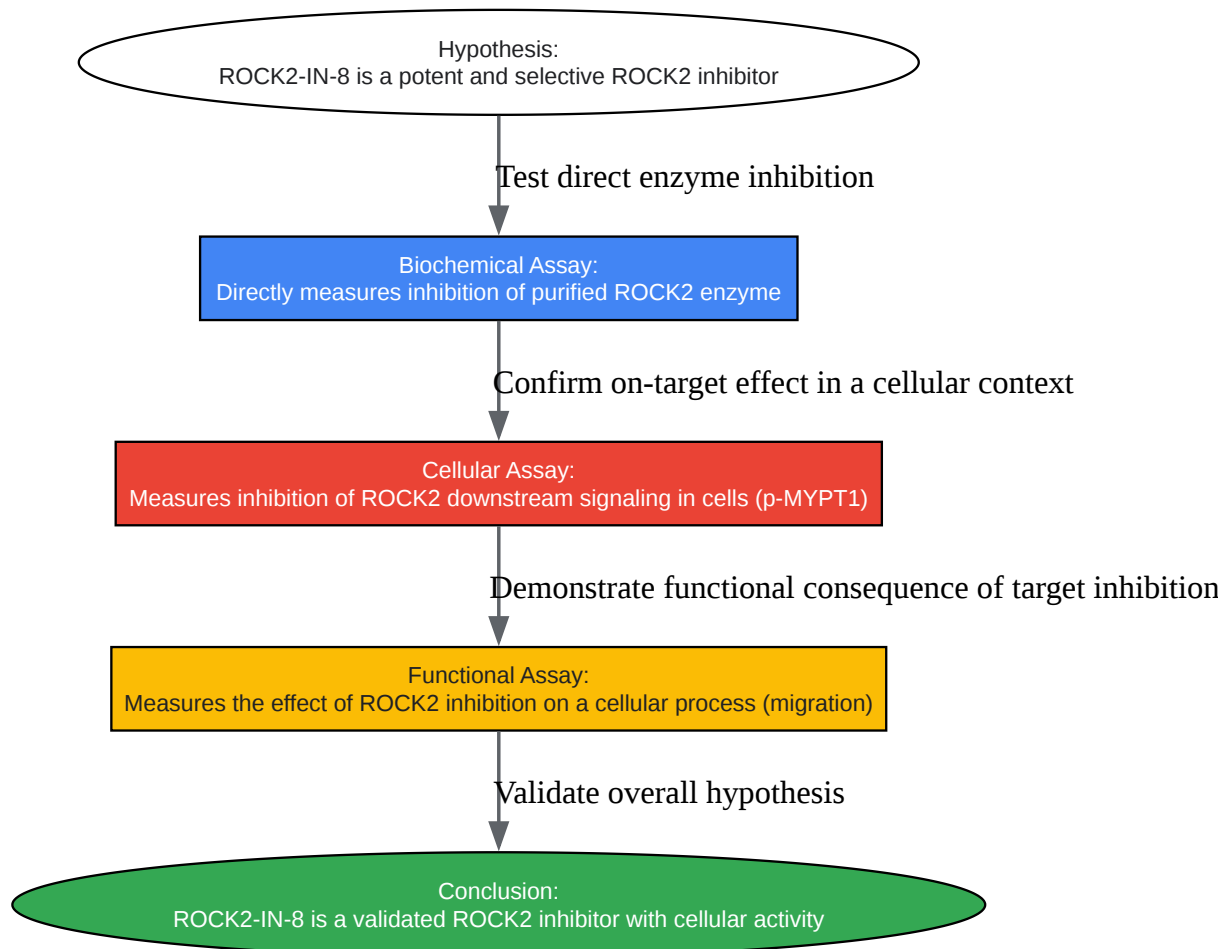 Hypothesis:
ROCK2-IN-8 is a potent and selective ROCK2 inhibitor
Test direct enzyme inhibition
Biochemical Assay:
Directly measures inhibition of purified ROCK2 enzyme
Confirm on-target effect in a cellular context
Cellular Assay:
Measures inhibition of ROCK2 downstream signaling in cells (p-MYPT1)
Demonstrate functional consequence of target inhibition
Functional Assay:
Measures the effect of ROCK2 inhibition on a cellular process (migration)
Validate overall hypothesis
Conclusion:
ROCK2-IN-8 is a validated ROCK2 inhibitor with cellular activity